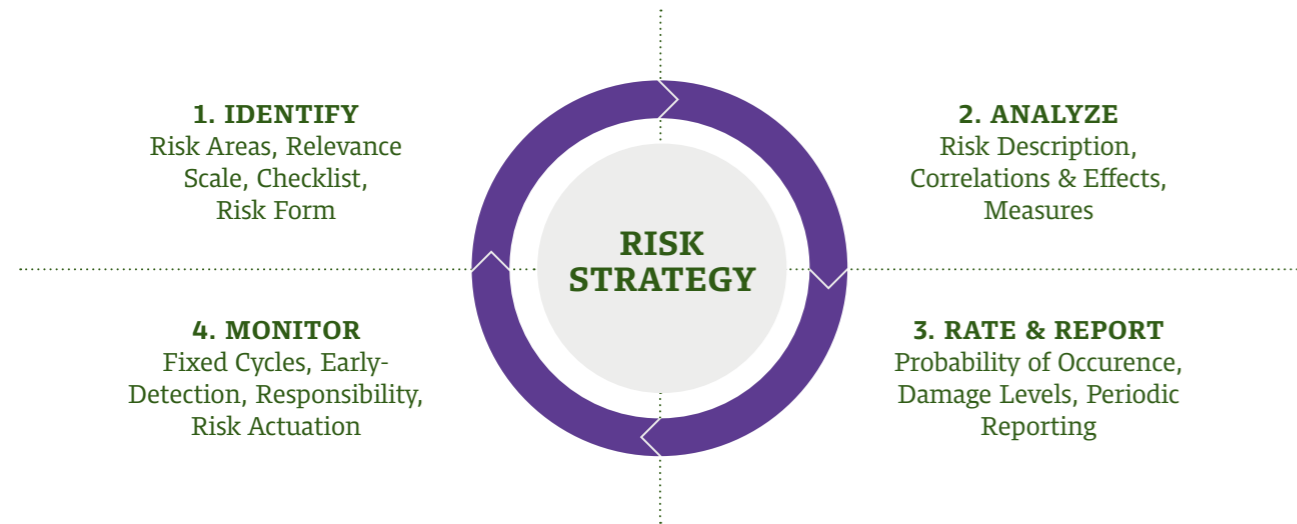 1. IDENTIFY
Risk Areas, Relevance
Scale, Checklist,
Risk Form
2. ANALYZE
Risk Description,
Correlations & Effects,
Measures
RISK
STRATEGY
4. MONITOR
Fixed Cycles, Early-
Detection, Responsibility,
Risk Actuation
3. RATE & REPORT
Probability of Occurence,
Damage Levels, Periodic
Reporting